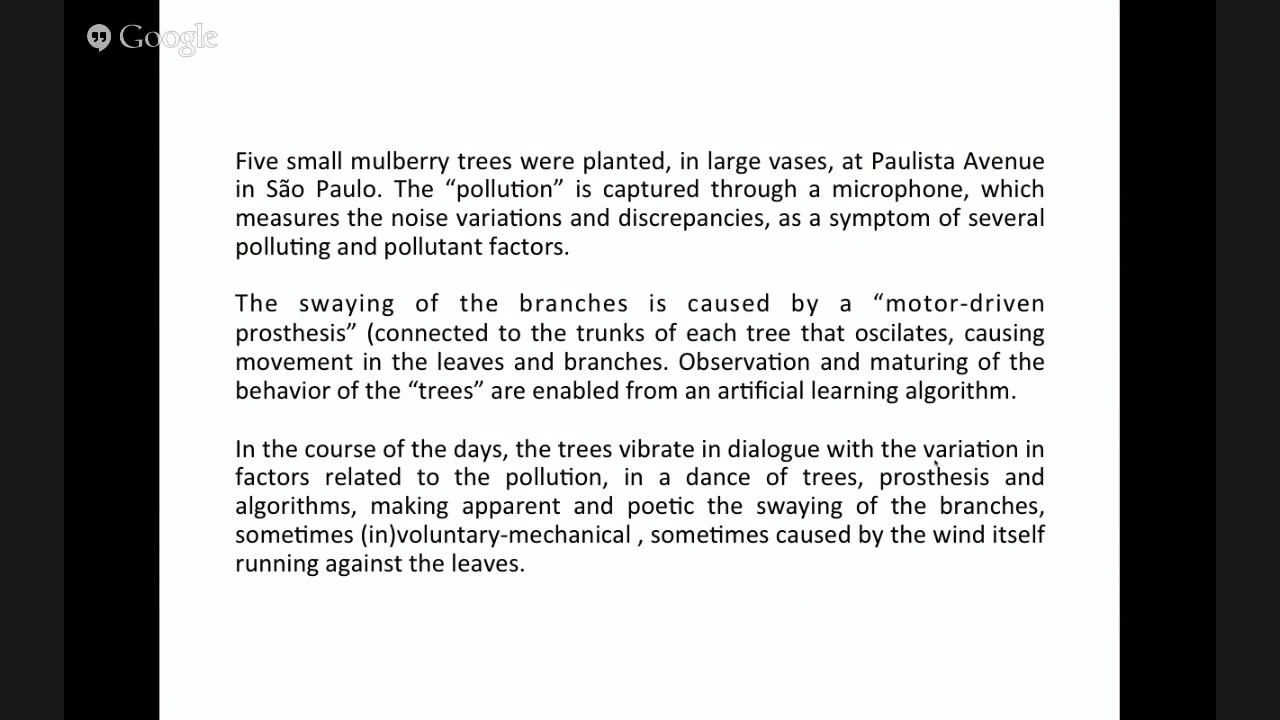 Google
Five small mulberry trees were planted, in large vases, at Paulista Avenue
in São Paulo. The “pollution” is captured through a microphone, which
measures the noise variations and discrepancies, as a symptom of several
polluting and pollutant factors.
The swaying of the branches is caused by a “motor-driven
prosthesis” (connected to the trunks of each tree that oscilates, causing
movement in the leaves and branches. Observation and maturing of the
behavior of the “trees” are enabled from an artificial learning algorithm.
In the course of the days, the trees vibrate in dialogue with the variation in
factors related to the pollution, in a dance of trees, prosthesis and
algorithms, making apparent and poetic the swaying of the branches,
sometimes (in)voluntary-mechanical , sometimes caused by the wind itself
running against the leaves.